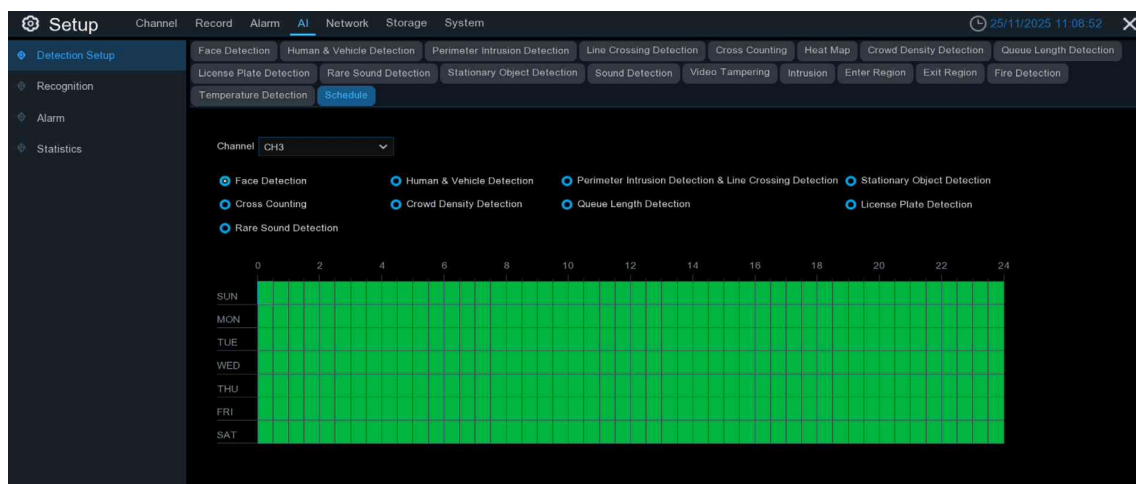 Setup Channel Record Alarm AI Network Storage System 25/11/2025 11:08:52
Detection Setup
Recognition
Alarm
Statistics
Face Detection Human & Vehicle Detection Perimeter Intrusion Detection Line Crossing Detection Cross Counting Heat Map Crowd Density Detection Queue Length Detection
License Plate Detection Rare Sound Detection Stationary Object Detection Sound Detection Video Tampering Intrusion Enter Region Exit Region Fire Detection
Temperature Detection Schedule
Channel CH3
Face Detection Human & Vehicle Detection Perimeter Intrusion Detection & Line Crossing Detection Stationary Object Detection
Cross Counting Crowd Density Detection Queue Length Detection License Plate Detection
Rare Sound Detection
0 2 4 6 8 10 12 14 16 18 20 22 24
SUN
MON
TUE
WED
THU
FRI
SAT